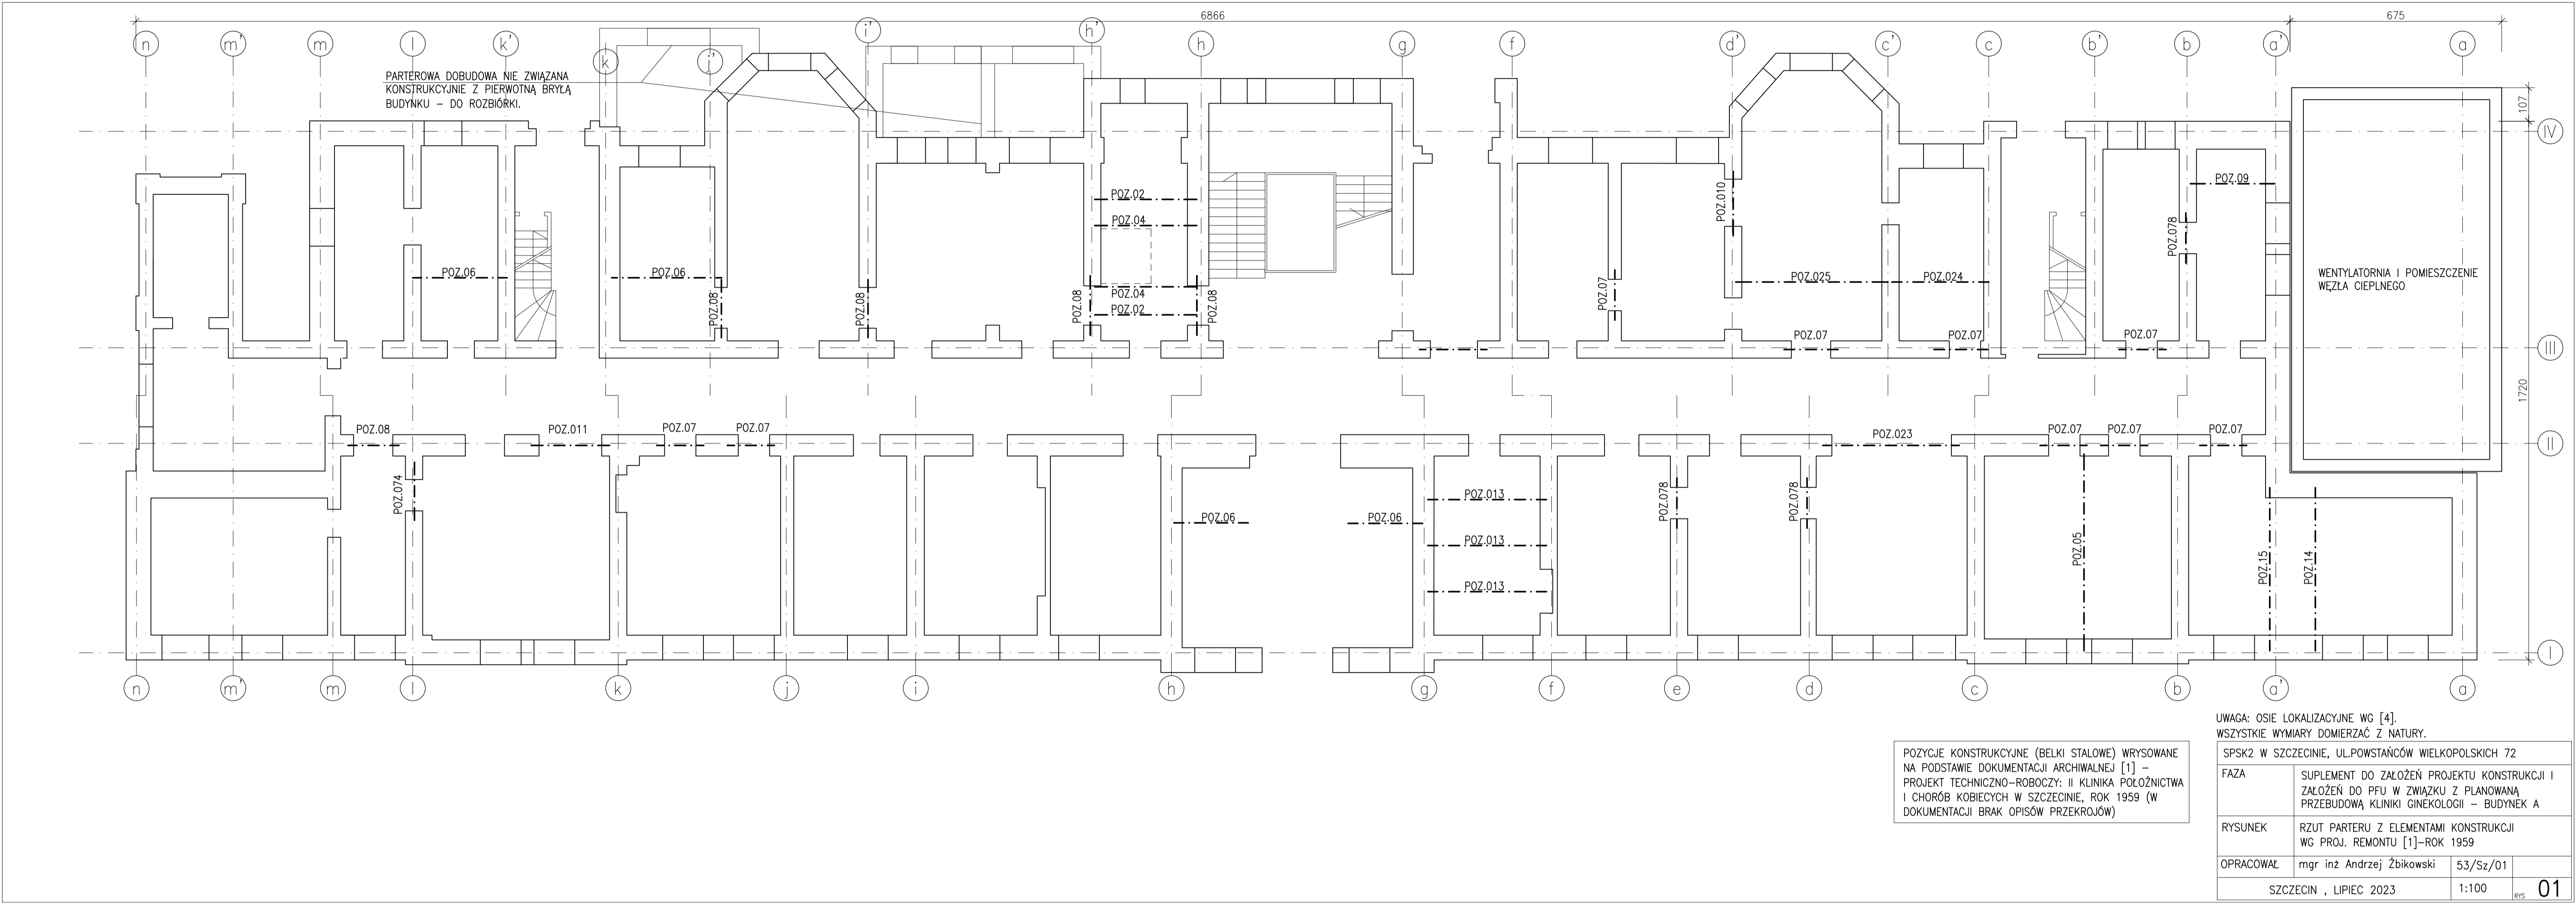 6866
675
n
m'
m
l
k'
k
j'
i'
h'
h
g
f
d'
c'
c
b'
b
a'
a
PARTEROWA DOBUDOWA NIE ZWIĄZANA
KONSTRUKCYJNIE Z PIERWOTNĄ BRYŁĄ
BUDYNKU – DO ROZBIÓRKI.
107
IV
POZ.02
POZ.04
POZ.010
POZ.09
POZ.078
POZ.06
POZ.06
POZ.08
POZ.08
POZ.08
POZ.04
POZ.02
POZ.08
POZ.07
POZ.025
POZ.024
WENTYLATORNIA I POMIESZCZENIE
WĘZŁA CIEPLNEGO
POZ.07
POZ.07
POZ.07
III
1720
POZ.08
POZ.011
POZ.07
POZ.07
POZ.023
POZ.07
POZ.07
POZ.07
II
POZ.074
POZ.06
POZ.06
POZ.013
POZ.013
POZ.013
POZ.078
POZ.078
POZ.05
POZ.15
POZ.14
I
n
m'
m
l
k
j
i
h
g
f
e
d
c
b
a'
a
UWAGA: OSIE LOKALIZACYJNE WG [4].
WSZYSTKIE WYMIARY DOMIERZAĆ Z NATURY.
POZYCJE KONSTRUKCYJNE (BELKI STALOWE) WRYSOWANE
NA PODSTAWIE DOKUMENTACJI ARCHIWALNEJ [1] –
PROJEKT TECHNICZNO–ROBOCZY: II KLINIKA POŁOŻNICTWA
I CHORÓB KOBIECYCH W SZCZECINIE, ROK 1959 (W
DOKUMENTACJI BRAK OPISÓW PRZEKROJÓW)
SPSK2 W SZCZECINIE, UL.POWSTAŃCÓW WIELKOPOLSKICH 72
FAZA
SUPLEMENT DO ZAŁOŻEŃ PROJEKTU KONSTRUKCJI I
ZAŁOŻEŃ DO PFU W ZWIĄZKU Z PLANOWANĄ
PRZEBUDOWĄ KLINIKI GINEKOLOGII – BUDYNEK A
RYSUNEK
RZUT PARTERU Z ELEMENTAMI KONSTRUKCJI
WG PROJ. REMONTU [1]–ROK 1959
OPRACOWAŁ mgr inż Andrzej Żbikowski 53/Sz/01
SZCZECIN , LIPIEC 2023 1:100 RYS 01